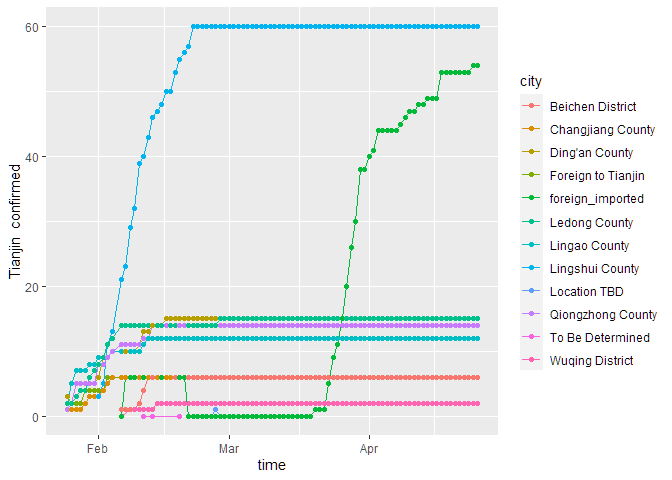 60
40
20
0
Tianjin confirmed
Feb
Mar
Apr
time
city
Beichen District
Changjiang County
Ding'an County
Foreign to Tianjin
foreign_imported
Ledong County
Lingao County
Lingshui County
Location TBD
Qiongzhong County
To Be Determined
Wuqing District